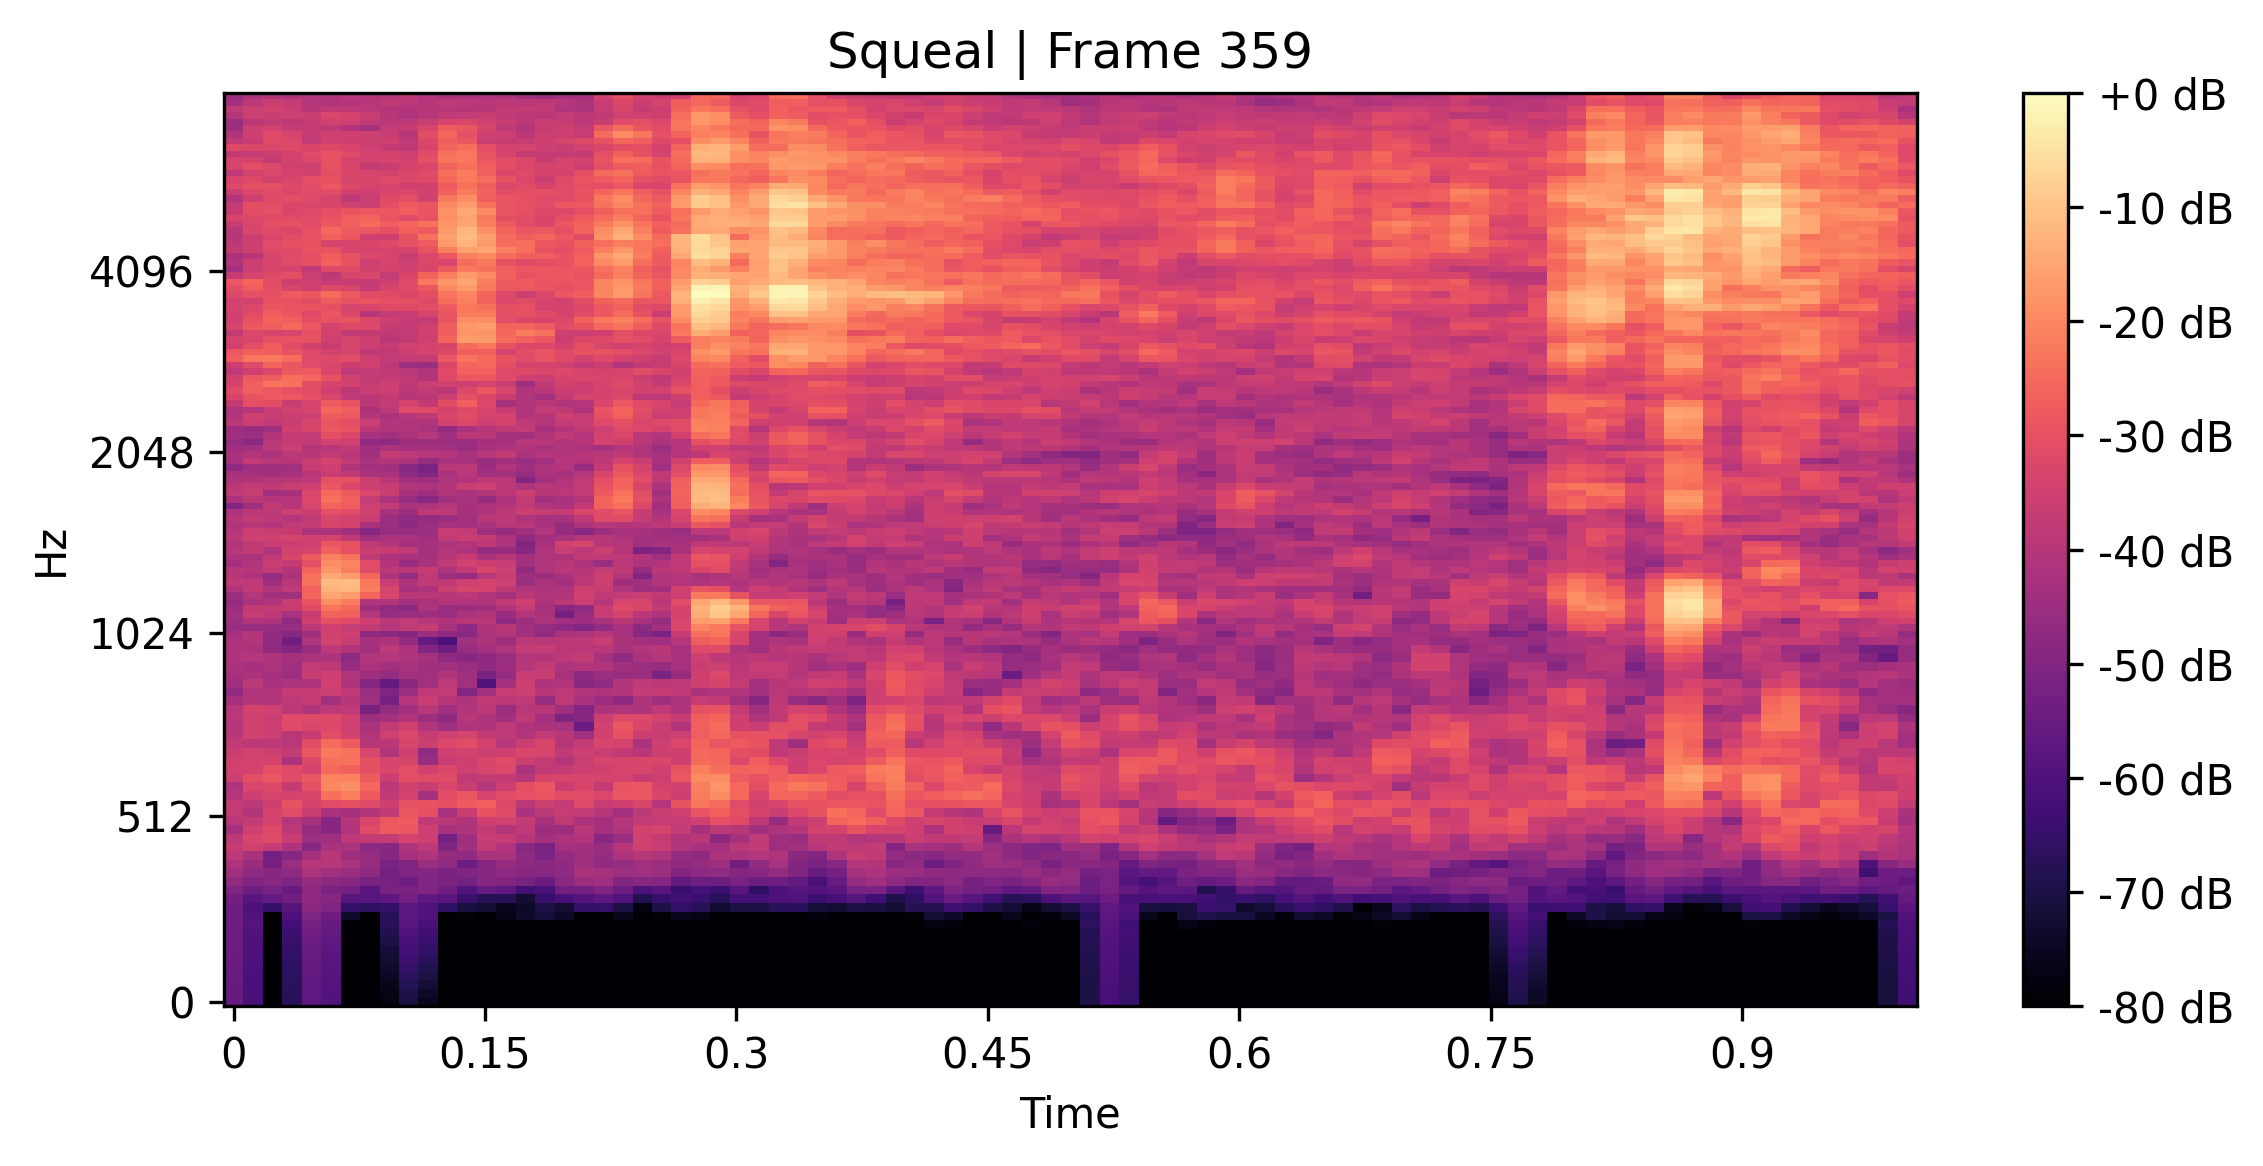 Squeal | Frame 359
Hz
4096
2048
1024
512
0
0 0.15 0.3 0.45 0.6 0.75 0.9
Time
+0 dB
-10 dB
-20 dB
-30 dB
-40 dB
-50 dB
-60 dB
-70 dB
-80 dB